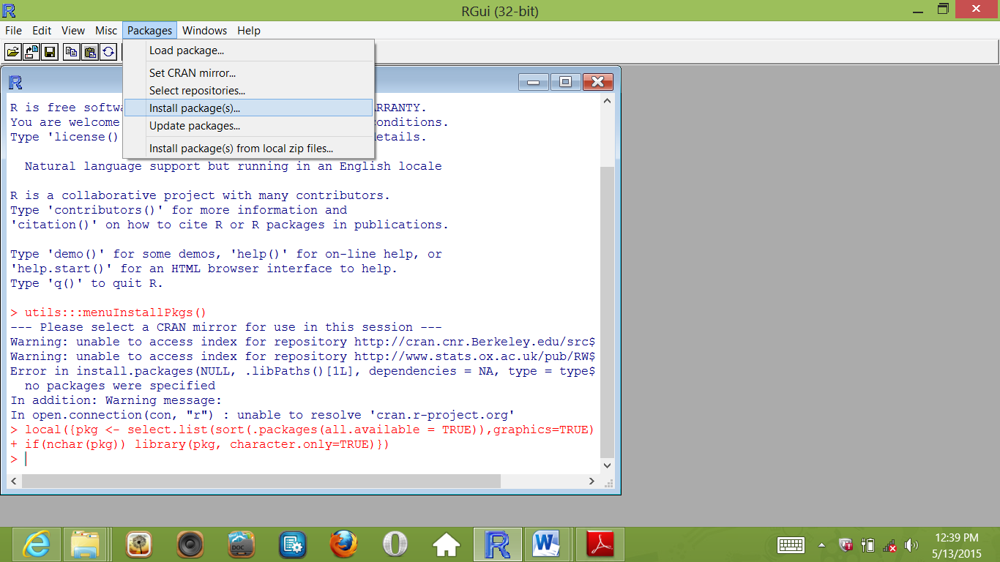 RGui (32-bit)
File Edit View Misc Packages Windows Help
Load package...
Set CRAN mirror...
Select repositories...
Install package(s)...
Update packages...
Install package(s) from local zip files...
R is free softwa RRANTY.
You are welcome onditions.
Type 'license() etails.
Natural language support but running in an English locale
R is a collaborative project with many contributors.
Type 'contributors()' for more information and
'citation()' on how to cite R or R packages in publications.
Type 'demo()' for some demos, 'help()' for on-line help, or
'help.start()' for an HTML browser interface to help.
Type 'q()' to quit R.
> utils:::menuInstallPkgs()
--- Please select a CRAN mirror for use in this session ---
Warning: unable to access index for repository http://cran.cnr.Berkeley.edu/src$
Warning: unable to access index for repository http://www.stats.ox.ac.uk/pub/RW$
Error in install.packages(NULL, .libPaths()[1L], dependencies = NA, type = type$
no packages were specified
In addition: Warning message:
In open.connection(con, "r") : unable to resolve 'cran.r-project.org'
> local({pkg <- select.list(sort(.packages(all.available = TRUE)),graphics=TRUE)
+ if(nchar(pkg)) library(pkg, character.only=TRUE)})
>
DOC
12:39 PM
5/13/2015